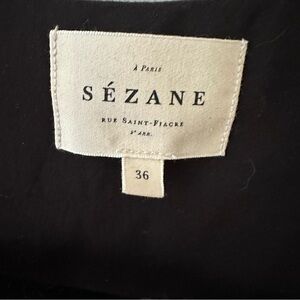 À PARIS
SÉZANE
RUE SAINT-FIACRE
2e ARR.
36